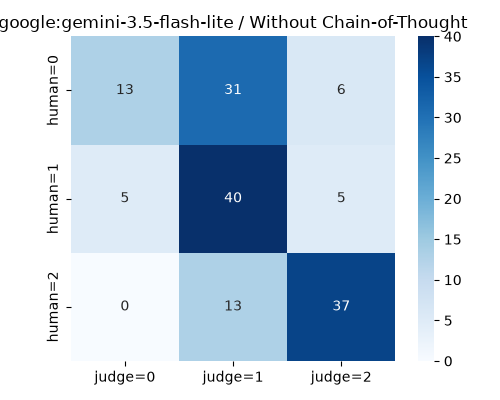 google:gemini-3.5-flash-lite / Without Chain-of-Thought
human=0
13 31 6
human=1
5 40 5
human=2
0 13 37
judge=0 judge=1 judge=2
40
35
30
25
20
15
10
5
0